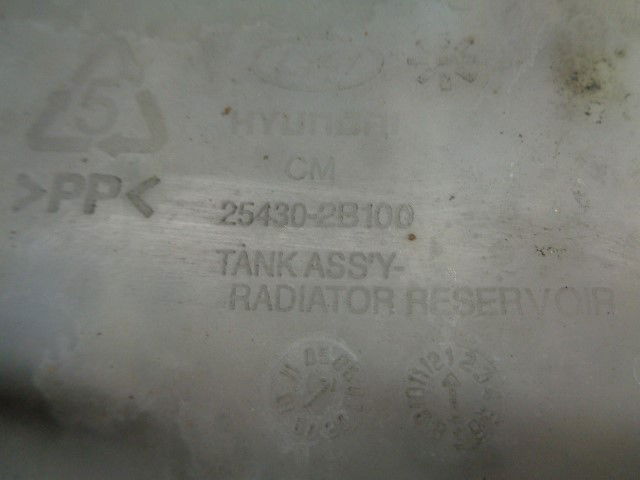 5
HYUNDAI
CM
>PP<
25430-2B100
TANK ASS'Y-
RADIATOR RESERVOIR